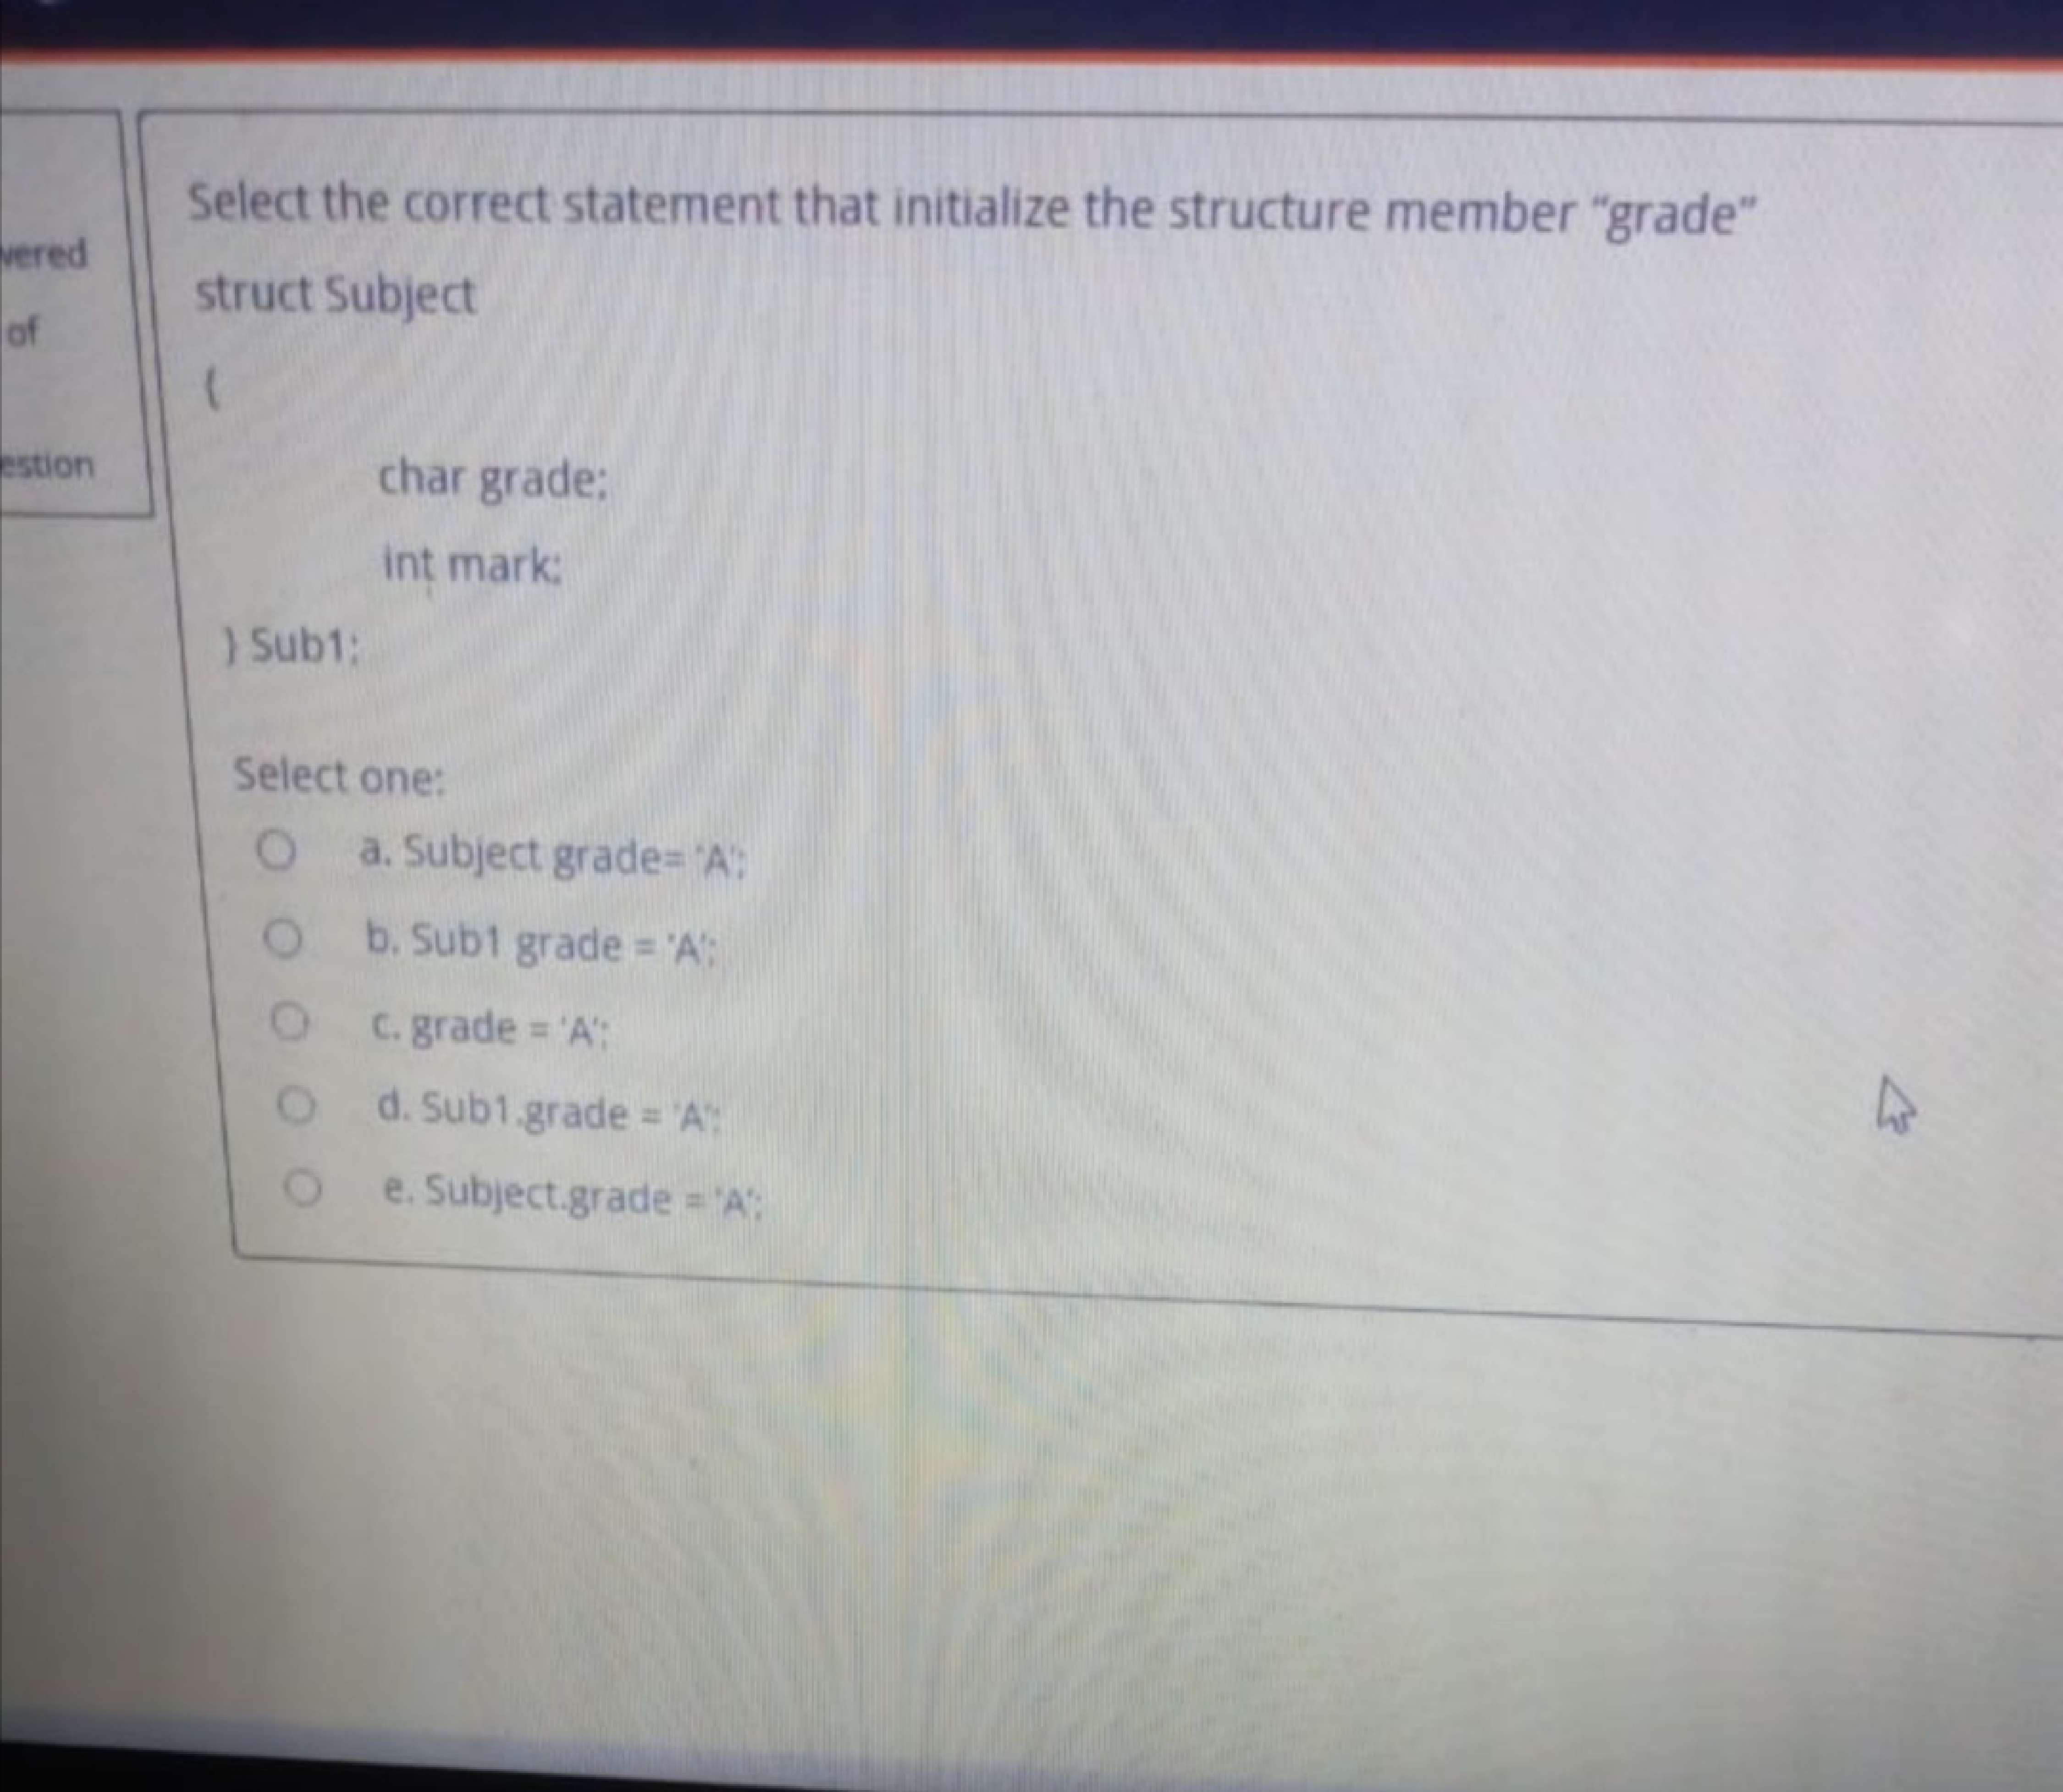 vered
of
estion
Select the correct statement that initialize the structure member “grade”
struct Subject
{
char grade;
int mark;
} Sub1;
Select one:
a. Subject grade= 'A';
b. Sub1 grade = 'A';
c. grade = 'A';
d. Sub1.grade = 'A';
e. Subject.grade = 'A';